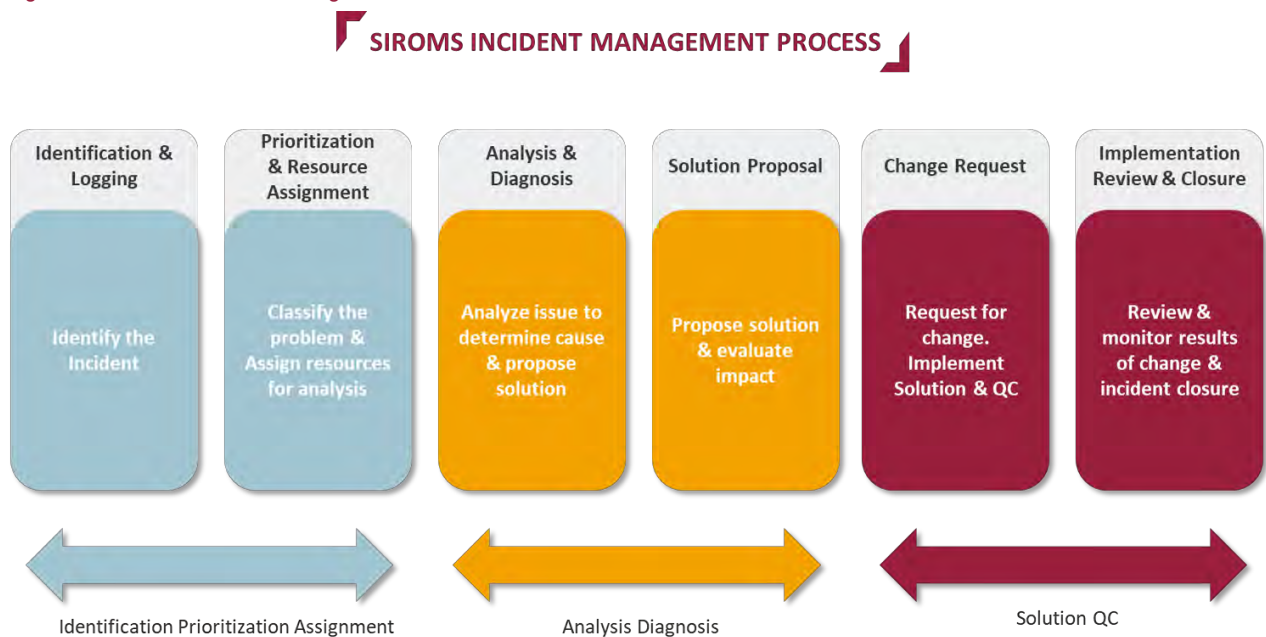 SIROMS INCIDENT MANAGEMENT PROCESS
Identification &
Logging
Identify the
Incident
Prioritization
& Resource
Assignment
Classify the
problem &
Assign resources
for analysis
Analysis &
Diagnosis
Analyze issue to
determine cause
& propose
solution
Solution Proposal
Propose solution
& evaluate
impact
Change Request
Request for
change.
Implement
Solution & QC
Implementation
Review & Closure
Review &
monitor results
of change &
incident closure
Identification Prioritization Assignment
Analysis Diagnosis
Solution QC